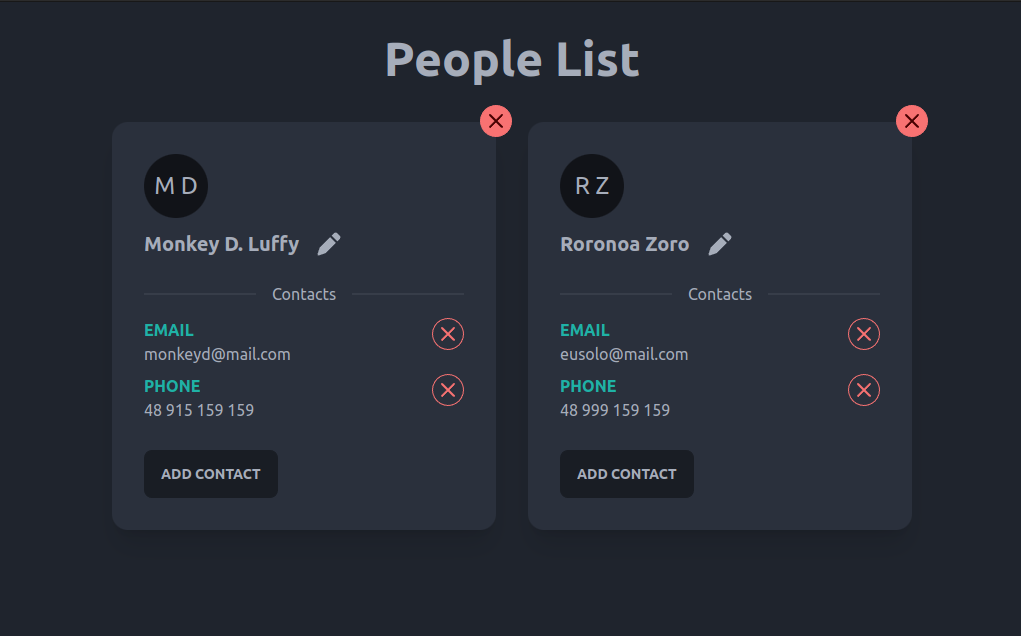 People List
M D
Monkey D. Luffy
Contacts
EMAIL
monkeyd@mail.com
PHONE
48 915 159 159
ADD CONTACT
R Z
Roronoa Zoro
Contacts
EMAIL
eusolo@mail.com
PHONE
48 999 159 159
ADD CONTACT